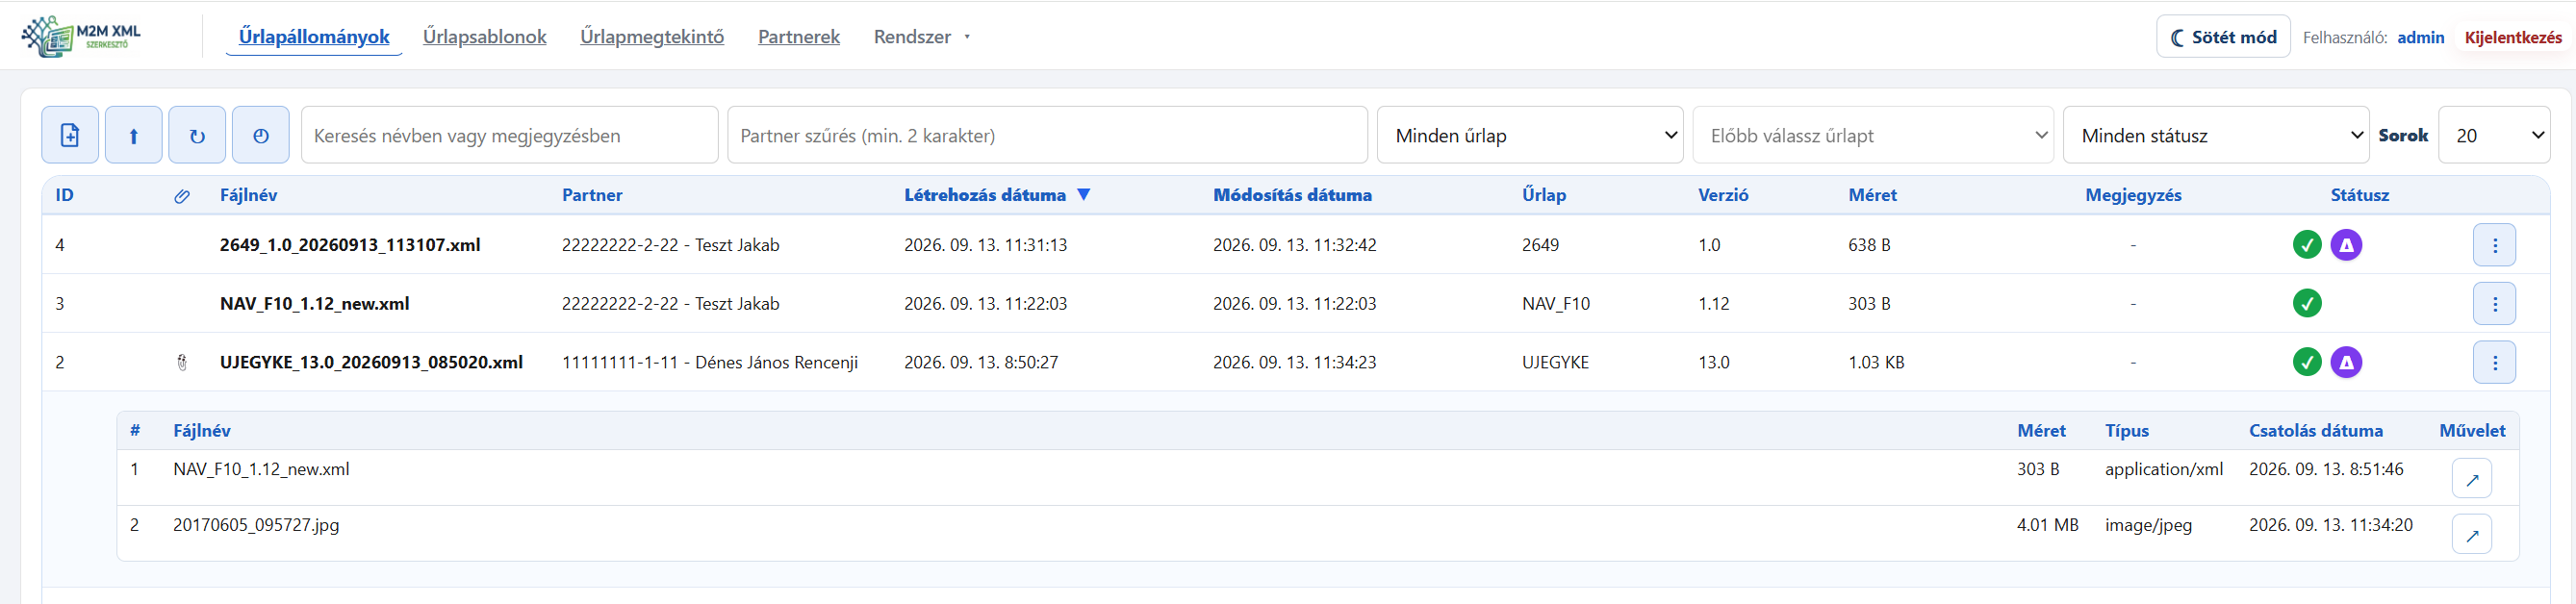 M2M XML
SZERKESZTŐ
Űrlapállományok Űrlapsablonok Űrlapmegtekintő Partnerek Rendszer
Sötét mód Felhasználó: admin Kijelentkezés
Keresés névben vagy megjegyzésben Partner szűrés (min. 2 karakter) Minden űrlap Előbb válassz űrlapt Minden státusz Sorok 20
ID Fájlnév Partner Létrehozás dátuma ▼ Módosítás dátuma Űrlap Verzió Méret Megjegyzés Státusz
4 2649_1.0_20260913_113107.xml 22222222-2-22 - Teszt Jakab 2026. 09. 13. 11:31:13 2026. 09. 13. 11:32:42 2649 1.0 638 B -
3 NAV_F10_1.12_new.xml 22222222-2-22 - Teszt Jakab 2026. 09. 13. 11:22:03 2026. 09. 13. 11:22:03 NAV_F10 1.12 303 B -
2 UJEGYKE_13.0_20260913_085020.xml 11111111-1-11 - Dénes János Rencenji 2026. 09. 13. 8:50:27 2026. 09. 13. 11:34:23 UJEGYKE 13.0 1.03 KB -
# Fájlnév Méret Típus Csatolás dátuma Művelet
1 NAV_F10_1.12_new.xml 303 B application/xml 2026. 09. 13. 8:51:46
2 20170605_095727.jpg 4.01 MB image/jpeg 2026. 09. 13. 11:34:20